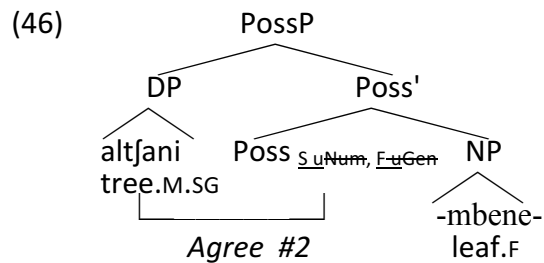 (46) PossP
DP Poss'
altʃani Poss S uNum, F uGen NP
tree.M.SG -mbene-
Agree #2 leaf.F